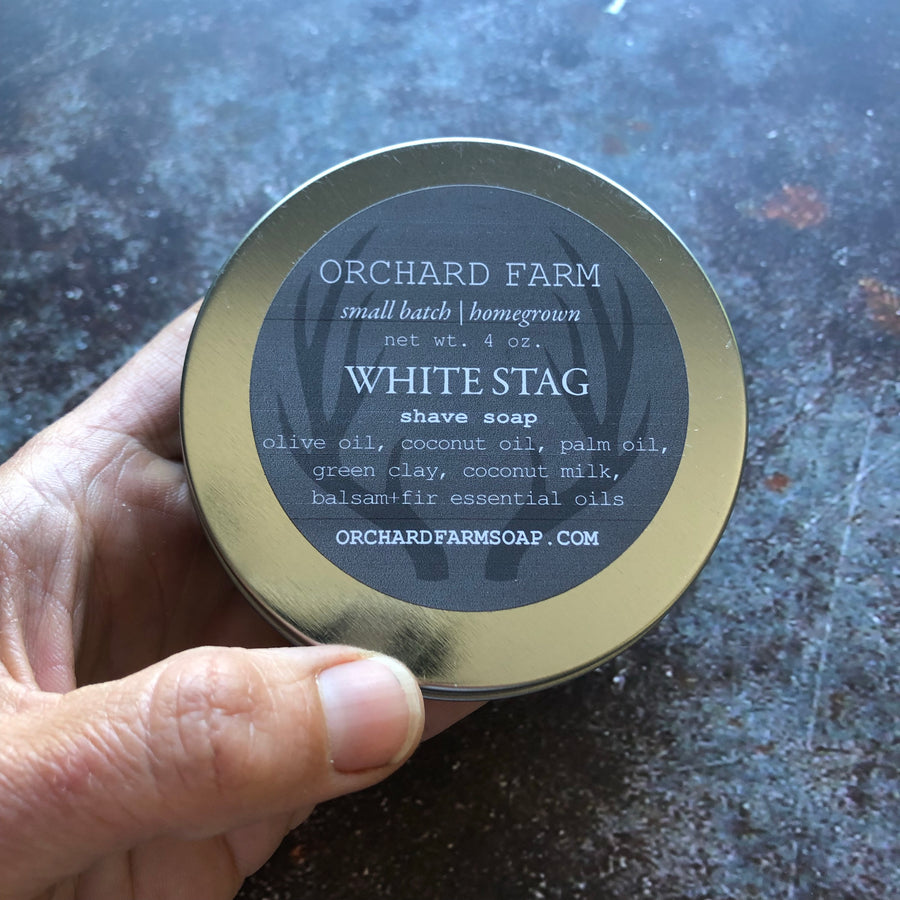 ORCHARD FARM
small batch | homegrown
net wt. 4 oz.
WHITE STAG
shave soap
olive oil, coconut oil, palm oil,
green clay, coconut milk,
balsam+fir essential oils
ORCHARDFARMSOAP.COM